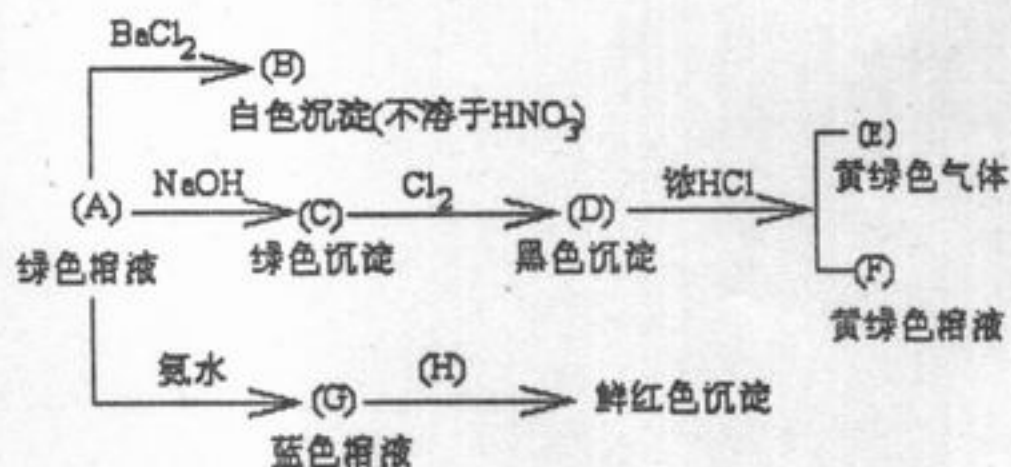 BaCl₂
(B)
白色沉淀(不溶于HNO₃)
(E)
黄绿色气体
(A)
NaOH
(C)
Cl₂
(D)
浓HCl
绿色溶液
绿色沉淀
黑色沉淀
(F)
黄绿色溶液
氨水
(G)
(H)
鲜红色沉淀
蓝色溶液